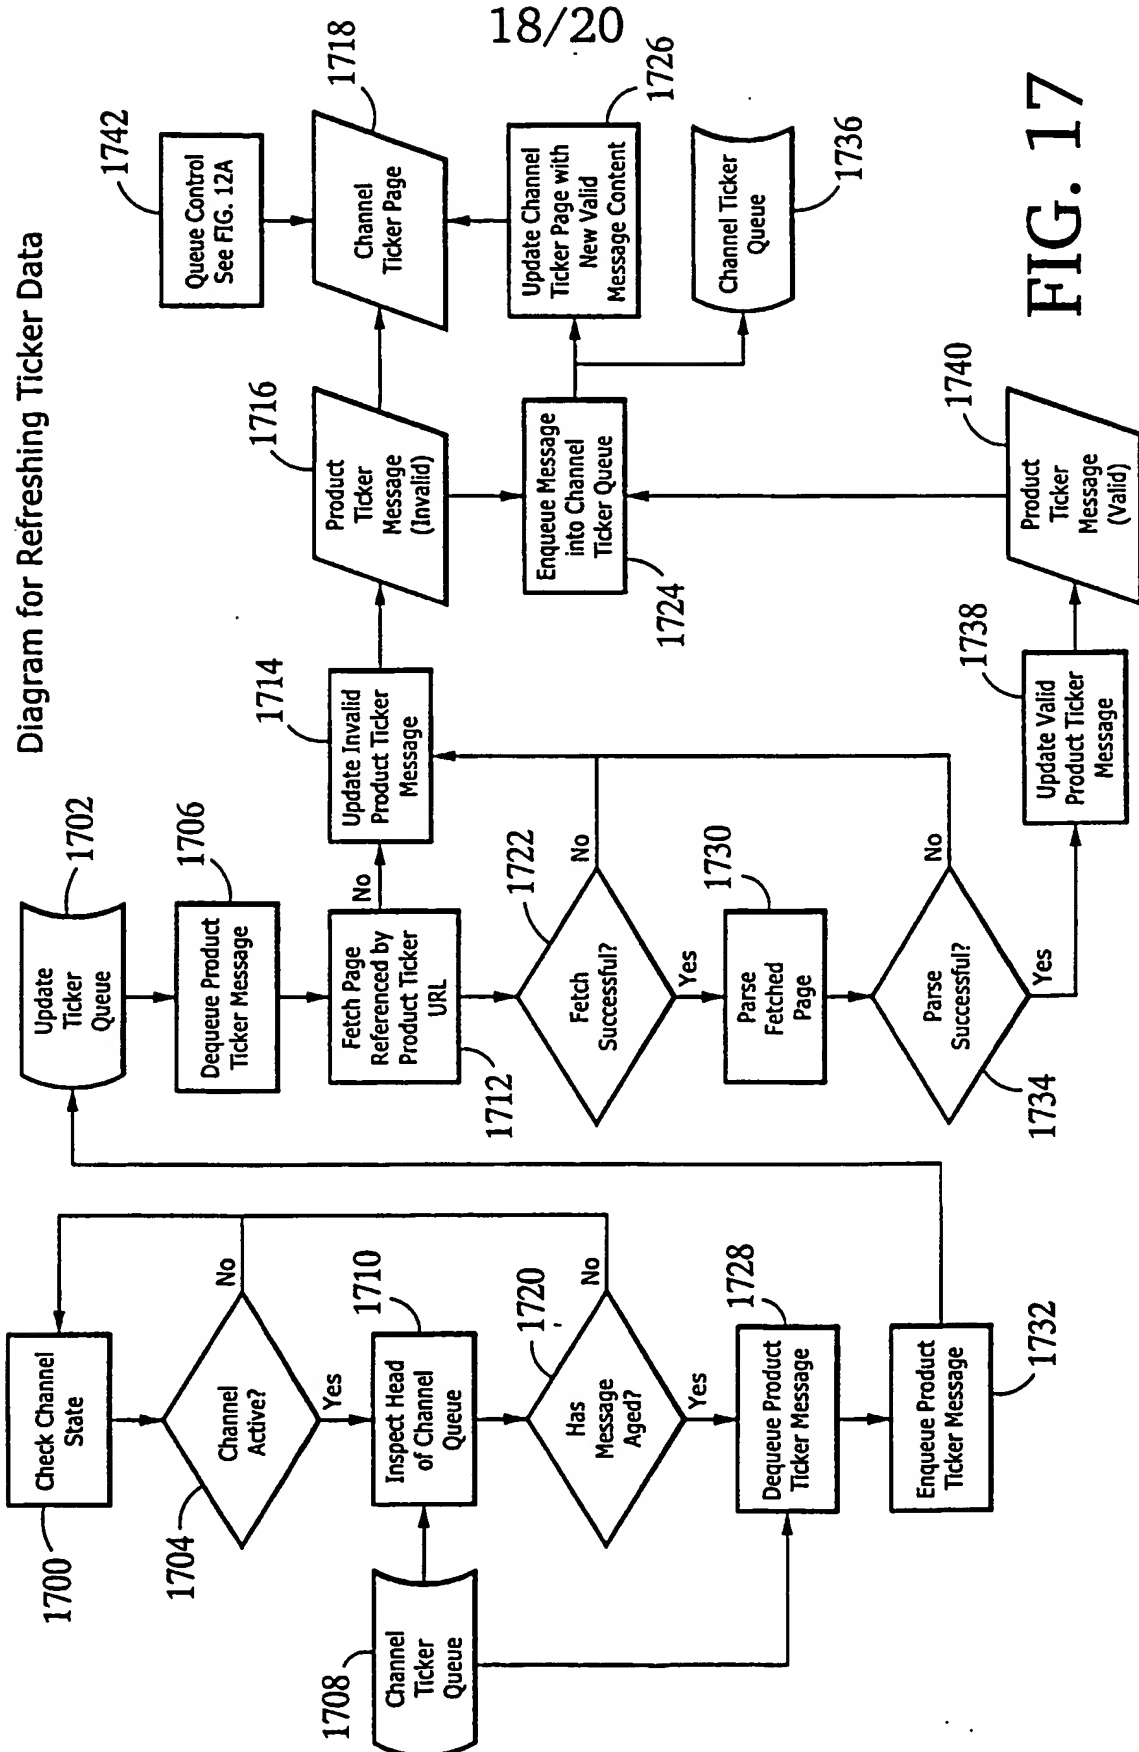 18/20
Diagram for Refreshing Ticker Data
Check Channel
State
1700
Channel
Active?
1704
No
Yes
Channel
Ticker
Queue
1708
Inspect Head
of Channel
Queue
1710
Has
Message
Aged?
1720
No
Yes
Dequeue Product
Ticker Message
1728
Enqueue Product
Ticker Message
1732
Update
Ticker
Queue
1702
Dequeue Product
Ticker Message
1706
Fetch Page
Referenced by
Product Ticker
URL
1712
No
Fetch
Successful?
1722
No
Yes
Parse
Fetched
Page
1730
Parse
Successful?
1734
No
Yes
Update Invalid
Product Ticker
Message
1714
Update Valid
Product Ticker
Message
1738
Product
Ticker
Message
(Invalid)
1716
Enqueue Message
into Channel
Ticker Queue
1724
Product
Ticker
Message
(Valid)
1740
Queue Control
See FIG. 12A
1742
Channel
Ticker Page
1718
Update Channel
Ticker Page with
New Valid
Message Content
1726
Channel Ticker
Queue
1736
FIG. 17